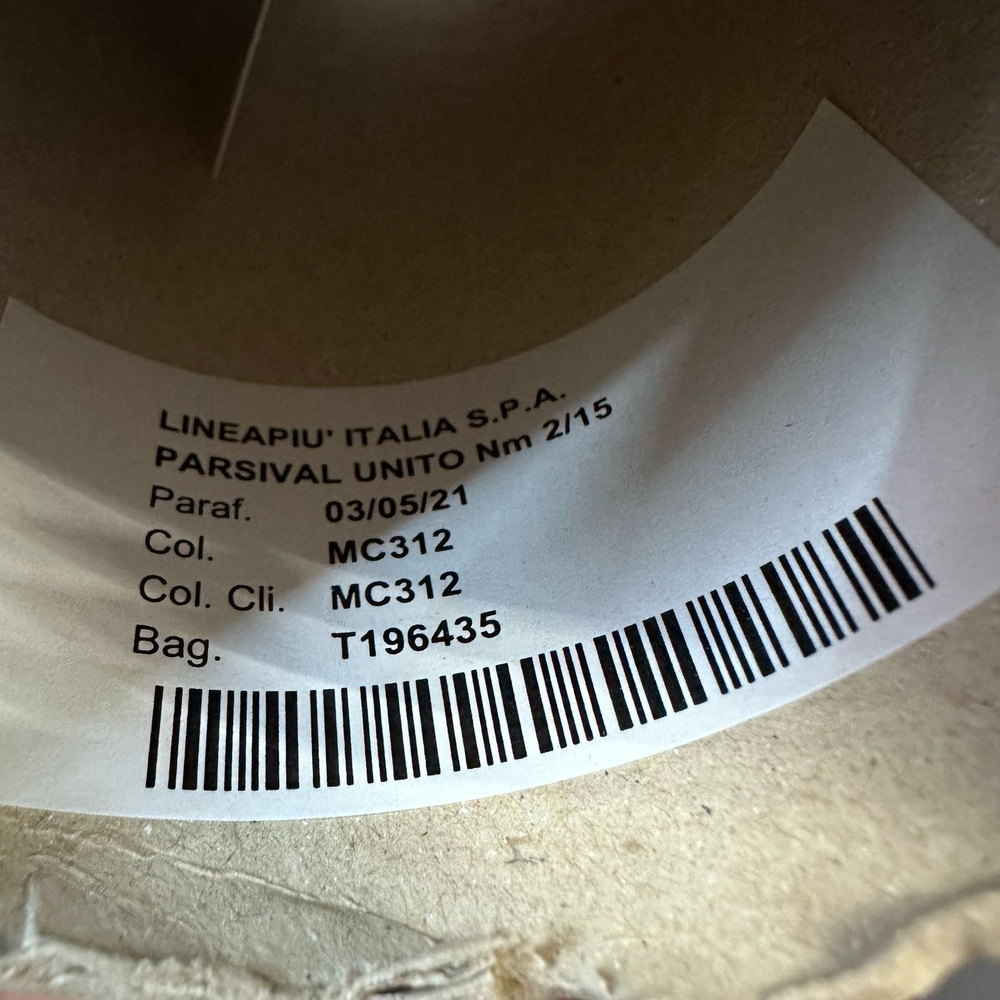 LINEAPIU' ITALIA S.P.A.
PARSIVAL UNITO Nm 2/15
Paraf. 03/05/21
Col. MC312
Col. Cli. MC312
Bag. T196435